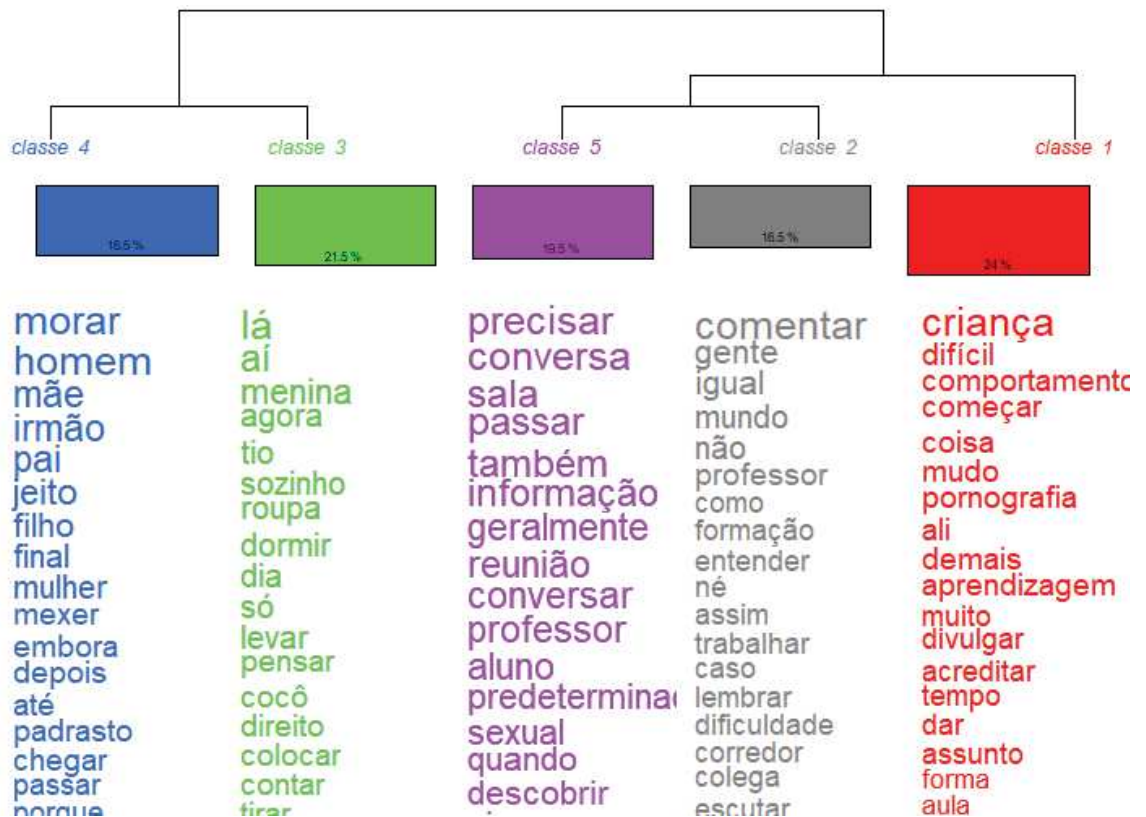 classe 4
classe 3
classe 5
classe 2
classe 1
18.5 %
21.5 %
19.5 %
16.5 %
24 %
morar
homem
mãe
irmão
pai
jeito
filho
final
mulher
mexer
embora
depois
até
padrasto
chegar
passar
porque
lá
aí
menina
agora
tio
sozinho
roupa
dormir
dia
só
levar
pensar
cocô
direito
colocar
contar
tirar
precisar
conversa
sala
passar
também
informação
geralmente
reunião
conversar
professor
aluno
sexual
quando
descobrir
comentar
gente
igual
mundo
não
professor
como
formação
entender
né
assim
trabalhar
caso
lembrar
dificuldade
corredor
colega
escutar
criança
difícil
comportamento
começar
coisa
mudo
pornografia
ali
demais
aprendizagem
muito
divulgar
acreditar
tempo
dar
assunto
forma
aula